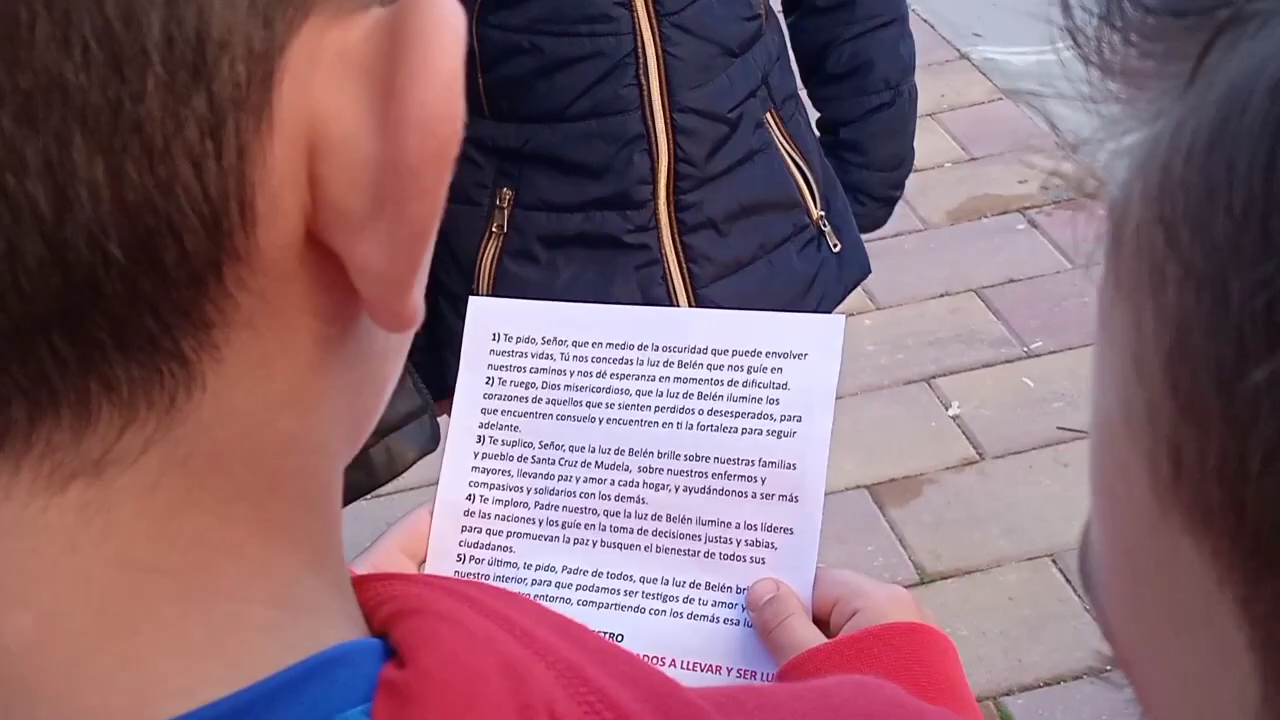 1) Te pido, Señor, que en medio de la oscuridad que puede envolver
nuestras vidas, Tú nos concedas la luz de Belén que nos guíe en
nuestros caminos y nos dé esperanza en momentos de dificultad.
2) Te ruego, Dios misericordioso, que la luz de Belén ilumine los
corazones de aquellos que se sienten perdidos o desesperados, para
que encuentren consuelo y encuentren en ti la fortaleza para seguir
adelante.
3) Te suplico, Señor, que la luz de Belén brille sobre nuestras familias
y pueblo de Santa Cruz de Mudela, sobre nuestros enfermos y
mayores, llevando paz y amor a cada hogar, y ayudándonos a ser más
compasivos y solidarios con los demás.
4) Te imploro, Padre nuestro, que la luz de Belén ilumine a los líderes
de las naciones y los guíe en la toma de decisiones justas y sabias,
para que promuevan la paz y busquen el bienestar de todos sus
ciudadanos.
5) Por último, te pido, Padre de todos, que la luz de Belén
nuestro interior, para que podamos ser testigos de tu amor y
entorno, compartiendo con los demás esa
A LLEVAR Y SER